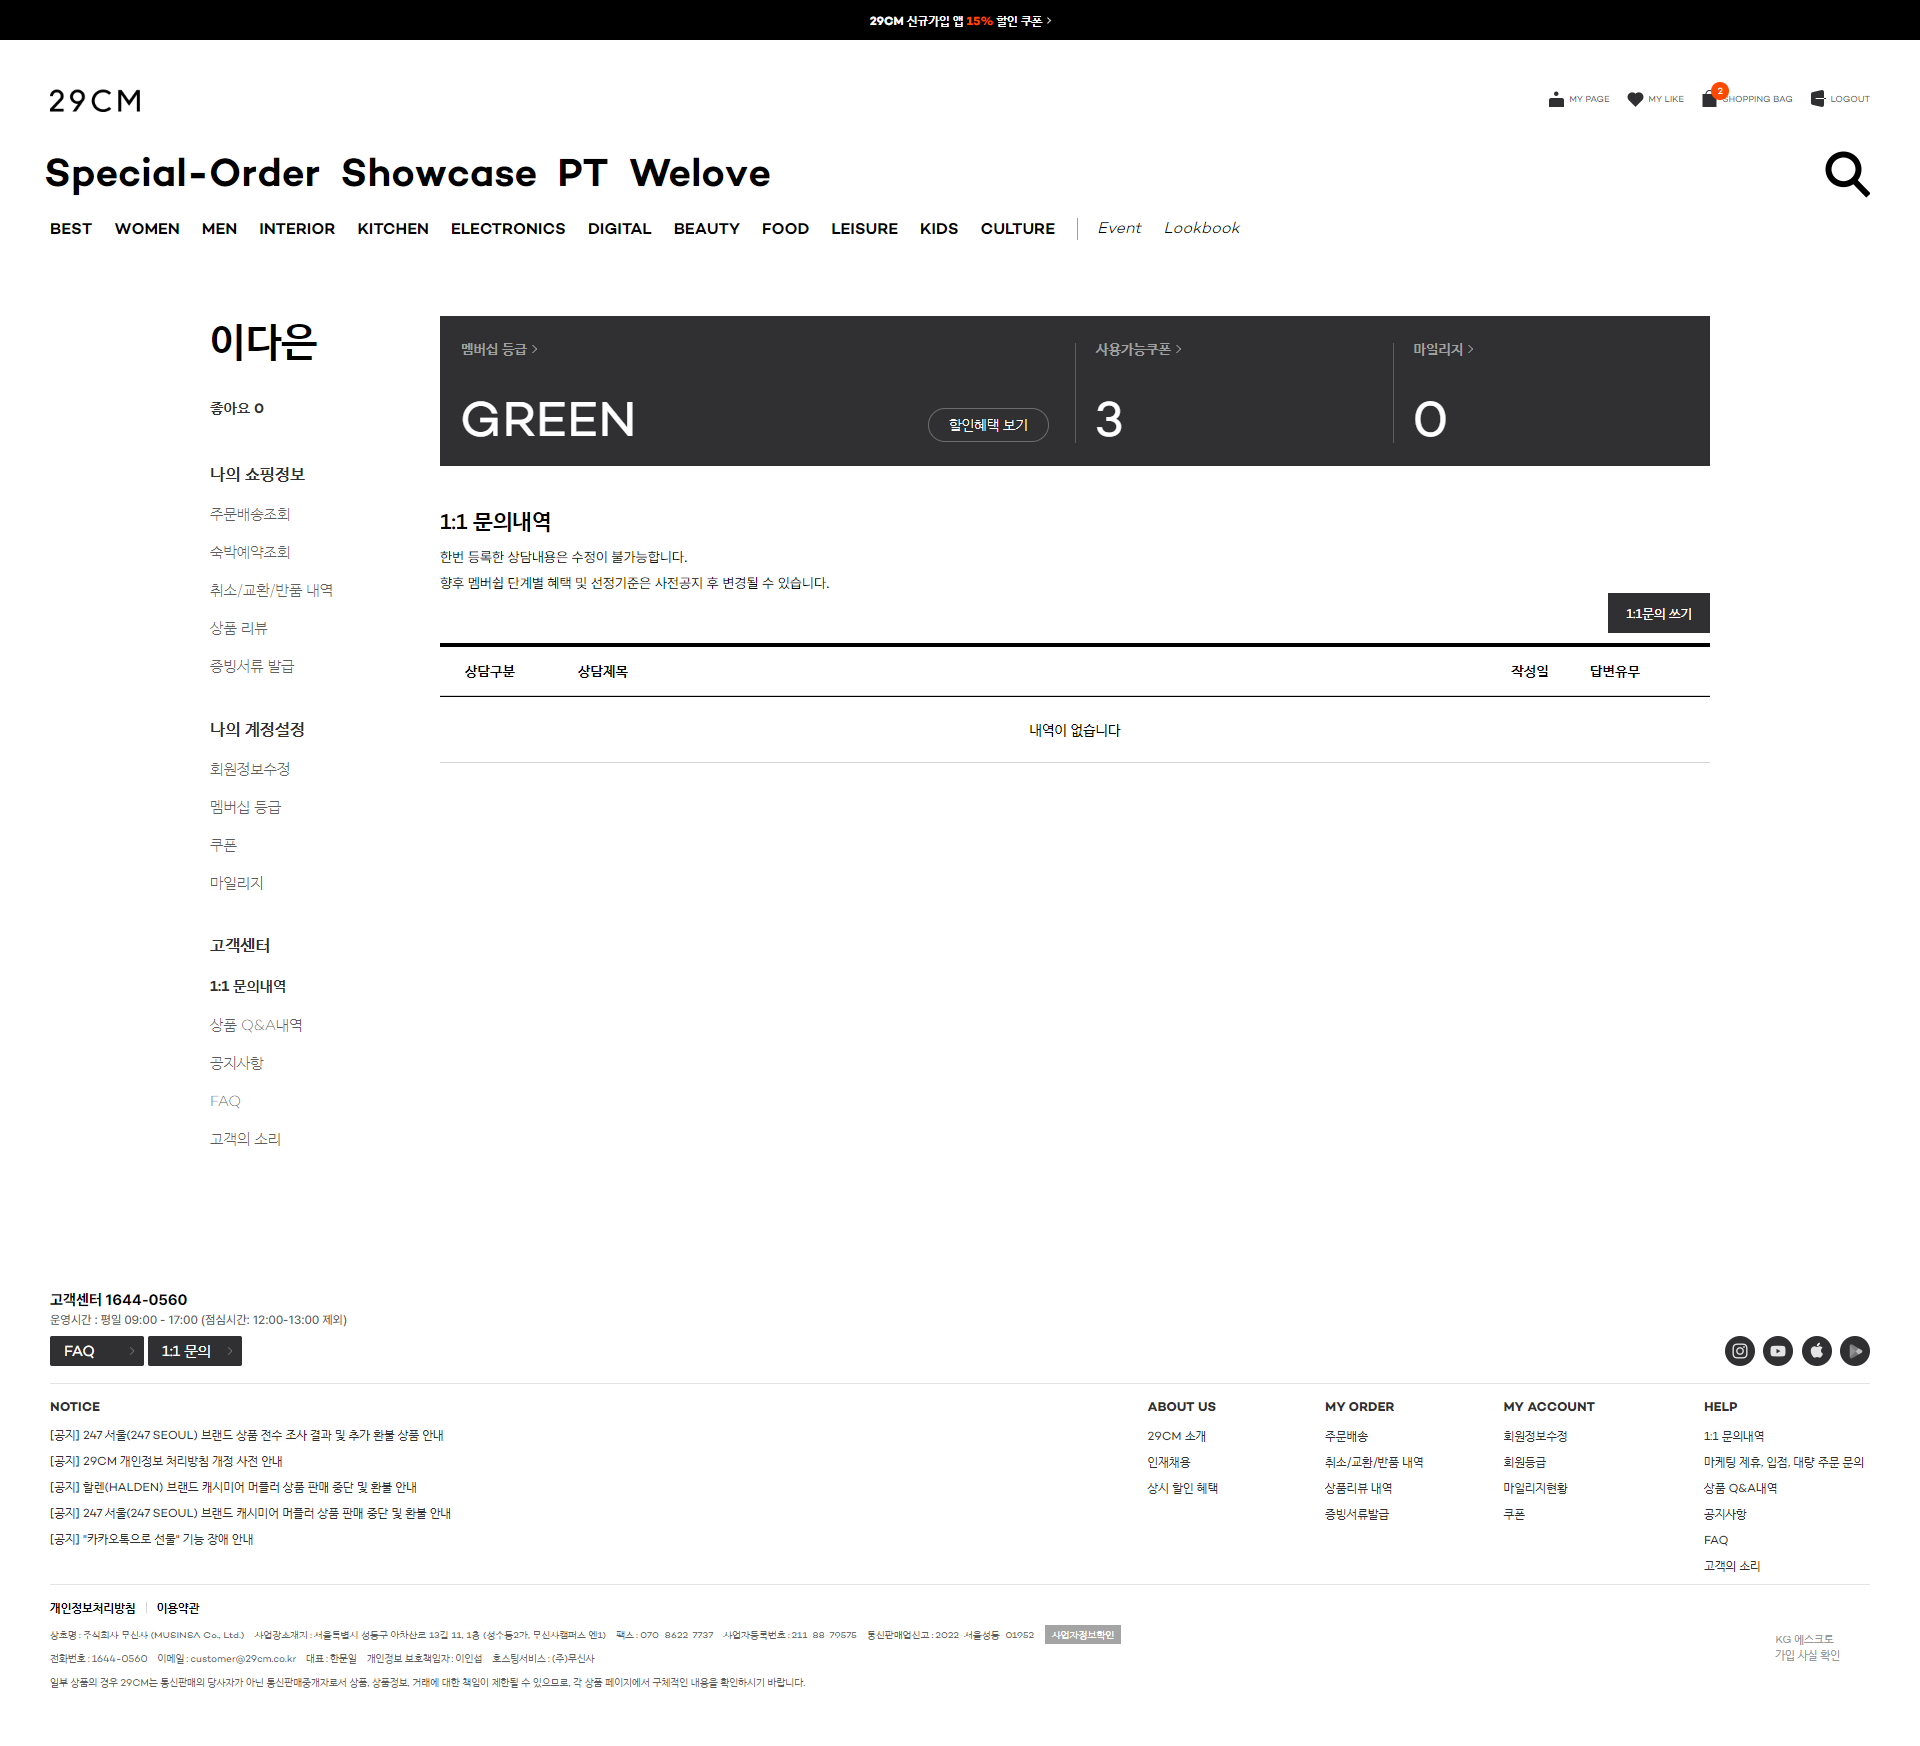 29CM 신규가입 앱 15% 할인 쿠폰 >
29CM
MY PAGE MY LIKE 2 SHOPPING BAG LOGOUT
Special-Order Showcase PT Welove
BEST WOMEN MEN INTERIOR KITCHEN ELECTRONICS DIGITAL BEAUTY FOOD LEISURE KIDS CULTURE Event Lookbook
이다은
좋아요 0
나의 쇼핑정보
주문배송조회
숙박예약조회
취소/교환/반품 내역
상품 리뷰
증빙서류 발급
나의 계정설정
회원정보수정
멤버십 등급
쿠폰
마일리지
고객센터
1:1 문의내역
상품 Q&A내역
공지사항
FAQ
고객의 소리
멤버십 등급 >
GREEN
할인혜택 보기
사용가능쿠폰 >
3
마일리지 >
0
1:1 문의내역
한번 등록한 상담내용은 수정이 불가능합니다.
향후 멤버쉽 단계별 혜택 및 선정기준은 사전공지 후 변경될 수 있습니다.
1:1문의 쓰기
상담구분 상담제목 작성일 답변유무
내역이 없습니다
고객센터 1644-0560
운영시간 : 평일 09:00 - 17:00 (점심시간: 12:00-13:00 제외)
FAQ >
1:1 문의 >
NOTICE
[공지] 247 서울(247 SEOUL) 브랜드 상품 전수 조사 결과 및 추가 환불 상품 안내
[공지] 29CM 개인정보 처리방침 개정 사전 안내
[공지] 할렌(HALDEN) 브랜드 캐시미어 머플러 상품 판매 중단 및 환불 안내
[공지] 247 서울(247 SEOUL) 브랜드 캐시미어 머플러 상품 판매 중단 및 환불 안내
[공지] "카카오톡으로 선물" 기능 장애 안내
ABOUT US
29CM 소개
인재채용
상시 할인 혜택
MY ORDER
주문배송
취소/교환/반품 내역
상품리뷰 내역
증빙서류발급
MY ACCOUNT
회원정보수정
회원등급
마일리지현황
쿠폰
HELP
1:1 문의내역
마케팅 제휴, 입점, 대량 주문 문의
상품 Q&A내역
공지사항
FAQ
고객의 소리
개인정보처리방침 이용약관
상호명 : 주식회사 무신사 (MUSINSA Co., Ltd.) 사업장소재지 : 서울특별시 성동구 아차산로 13길 11, 1층 (성수동2가, 무신사캠퍼스 엔1) 팩스 : 070-8622-7737 사업자등록번호 : 211-88-79575 통신판매업신고 : 2022-서울성동-01952 사업자정보확인
전화번호 : 1644-0560 이메일 : customer@29cm.co.kr 대표 : 한문일 개인정보 보호책임자 : 이인섭 호스팅서비스 : (주)무신사
일부 상품의 경우 29CM는 통신판매의 당사자가 아닌 통신판매중개자로서 상품, 상품정보, 거래에 대한 책임이 제한될 수 있으므로, 각 상품 페이지에서 구체적인 내용을 확인하시기 바랍니다.
KG 에스크로
가입 사실 확인